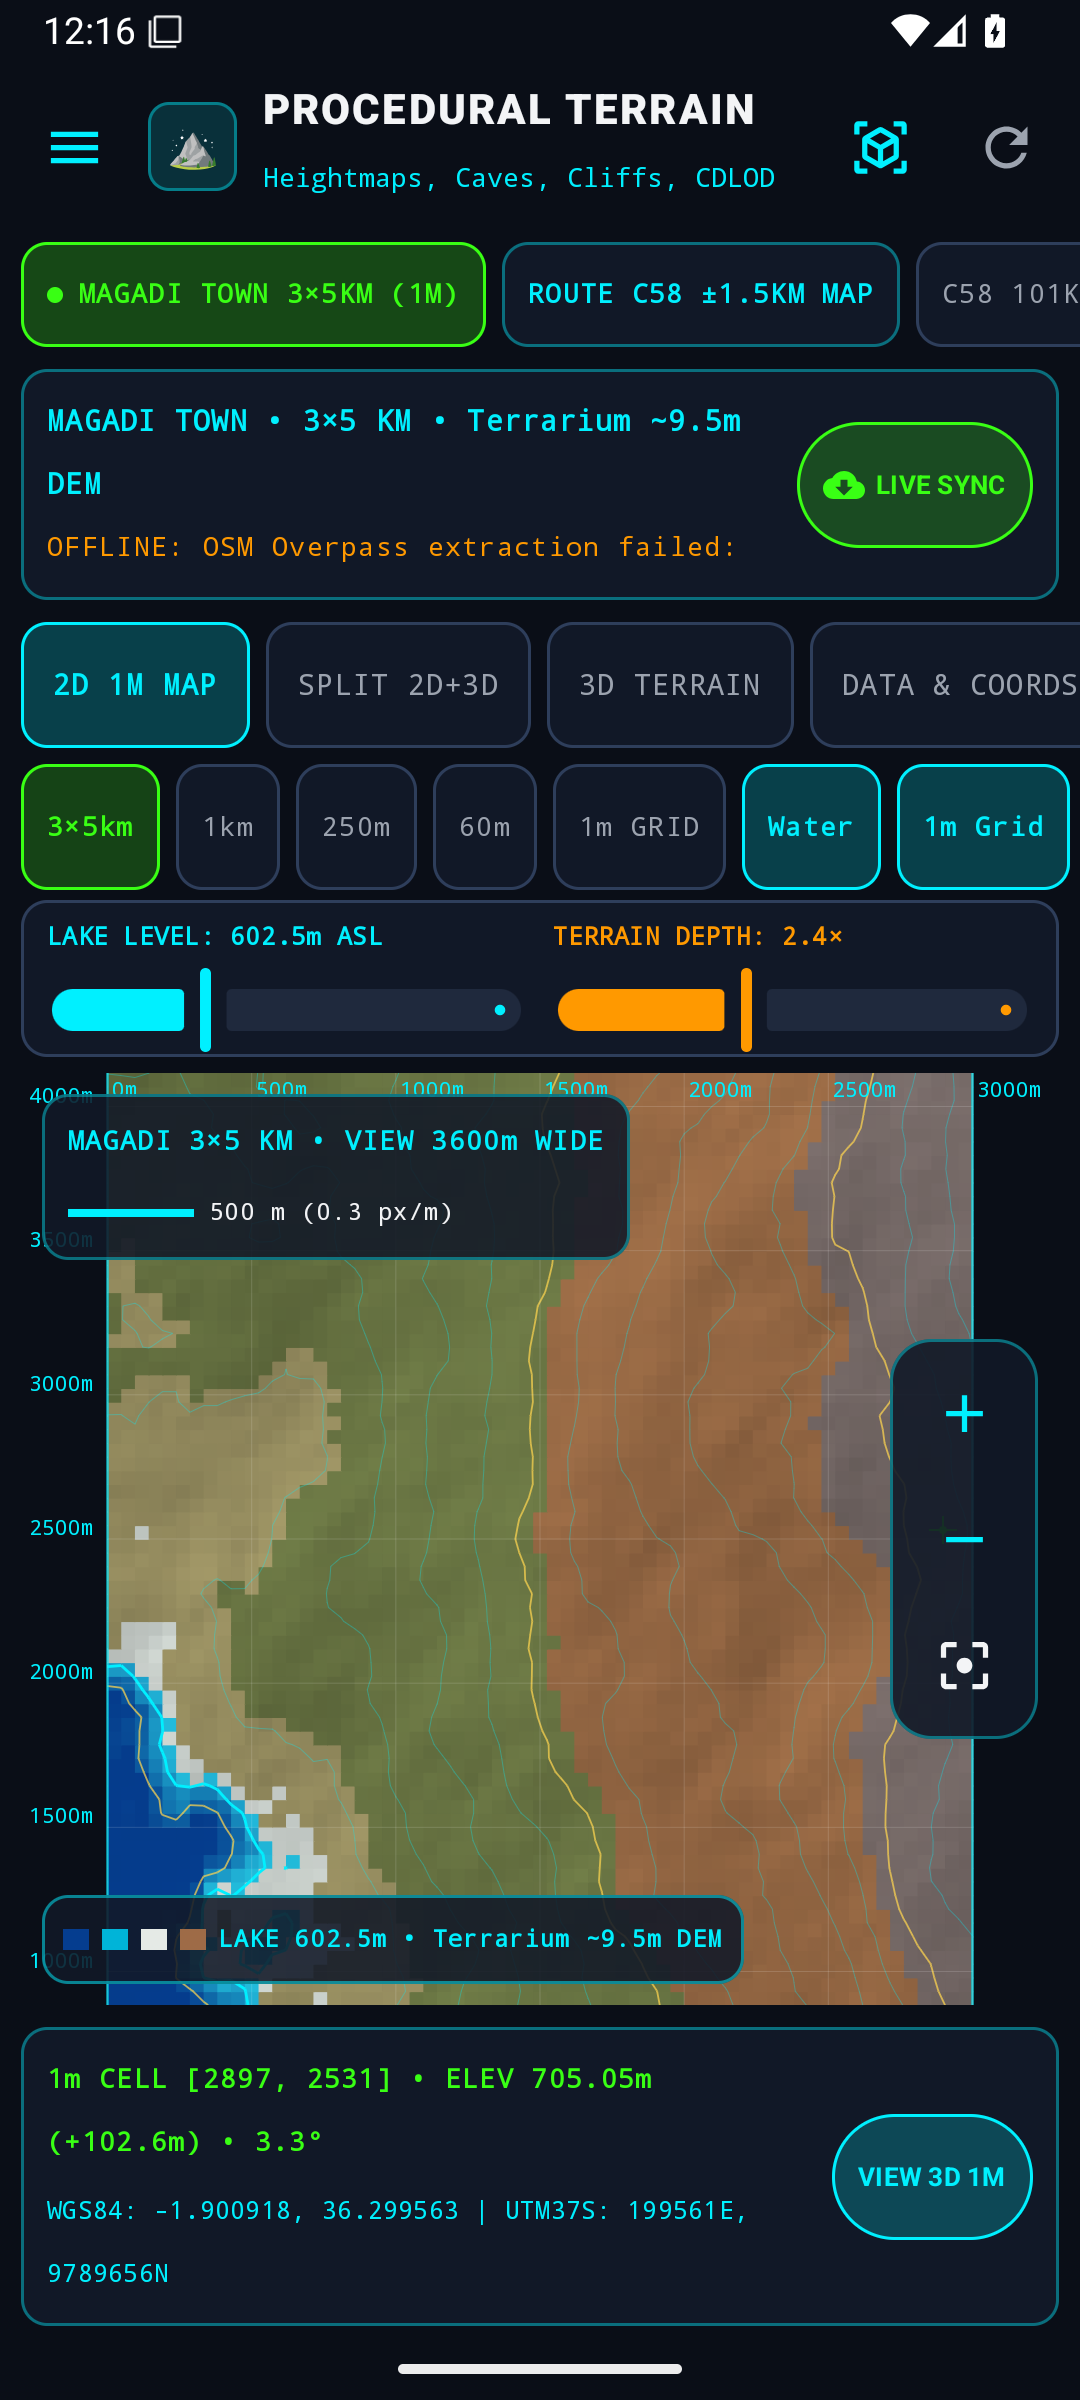 12:16
PROCEDURAL TERRAIN
Heightmaps, Caves, Cliffs, CDLOD
MAGADI TOWN 3×5KM (1M)
ROUTE C58 ±1.5KM MAP
C58 101K
MAGADI TOWN • 3×5 KM • Terrarium ~9.5m
DEM
OFFLINE: OSM Overpass extraction failed:
LIVE SYNC
2D 1M MAP
SPLIT 2D+3D
3D TERRAIN
DATA & COORDS
3×5km
1km
250m
60m
1m GRID
Water
1m Grid
LAKE LEVEL: 602.5m ASL
TERRAIN DEPTH: 2.4×
0m
500m
1000m
1500m
2000m
2500m
3000m
4000m
MAGADI 3×5 KM • VIEW 3600m WIDE
500 m (0.3 px/m)
3500m
3000m
2500m
2000m
1500m
1000m
LAKE 602.5m • Terrarium ~9.5m DEM
1m CELL [2897, 2531] • ELEV 705.05m
(+102.6m) • 3.3°
WGS84: −1.900918, 36.299563 | UTM37S: 199561E,
9789656N
VIEW 3D 1M